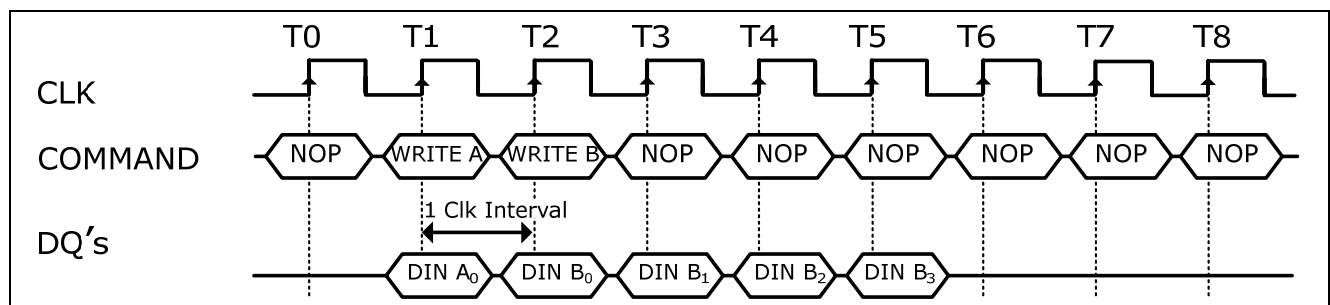 T0 T1 T2 T3 T4 T5 T6 T7 T8
CLK
COMMAND NOP WRITE A WRITE B NOP NOP NOP NOP NOP NOP
1 Clk Interval
DQ's DIN A₀ DIN B₀ DIN B₁ DIN B₂ DIN B₃